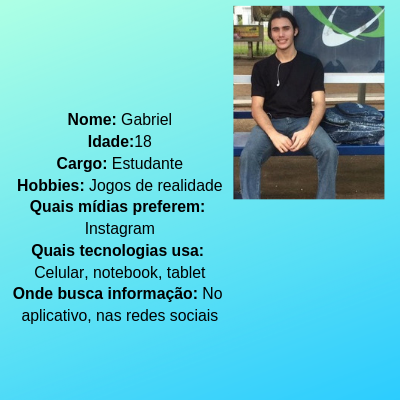 Nome: Gabriel
Idade:18
Cargo: Estudante
Hobbies: Jogos de realidade
Quais mídias preferem:
Instagram
Quais tecnologias usa:
Celular, notebook, tablet
Onde busca informação: No
aplicativo, nas redes sociais